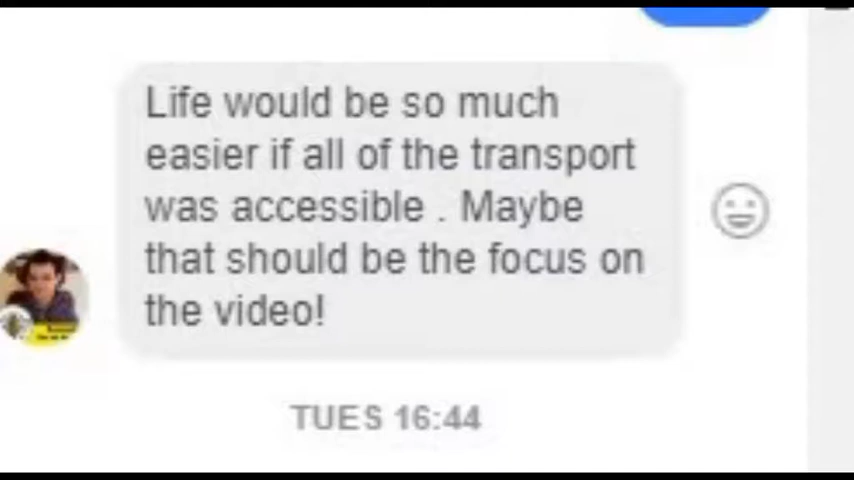 Life would be so much
easier if all of the transport
was accessible . Maybe
that should be the focus on
the video!
TUES 16:44